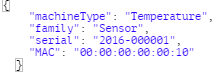 {
"machineType": "Temperature",
"family": "Sensor",
"serial": "2016-000001",
"MAC": "00:00:00:00:00:10"
}